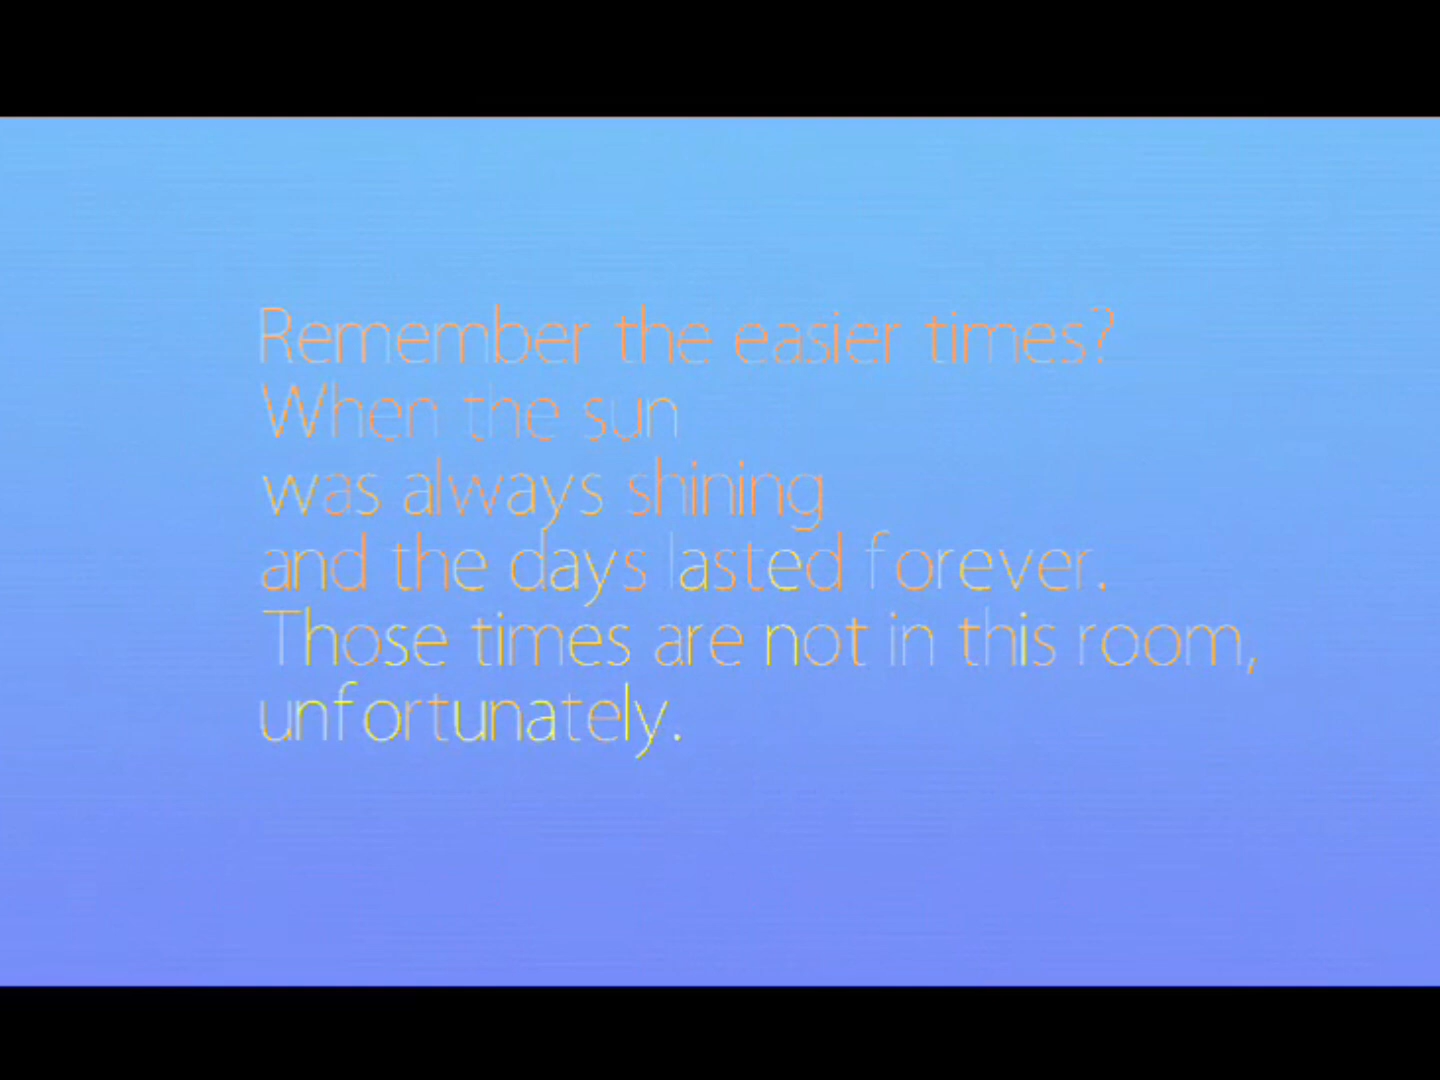 Remember the easier times?
When the sun
was always shining
and the days lasted forever.
Those times are not in this room,
unfortunately.